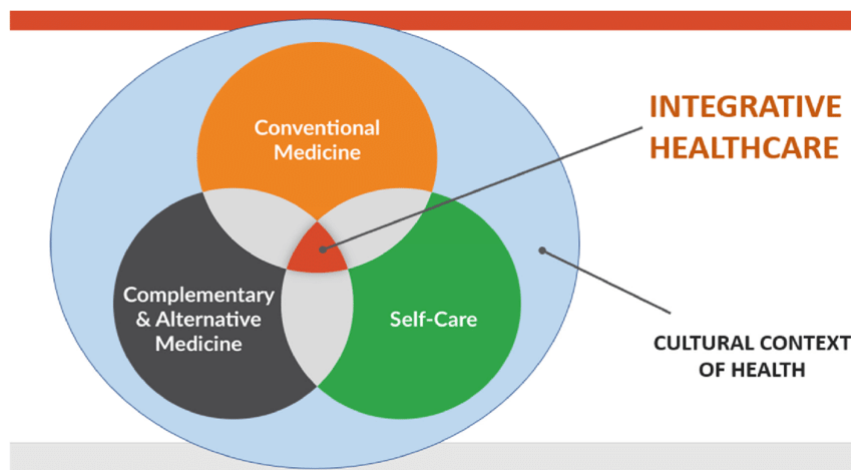 Conventional
Medicine
INTEGRATIVE
HEALTHCARE
Complementary
& Alternative
Medicine
Self-Care
CULTURAL CONTEXT
OF HEALTH